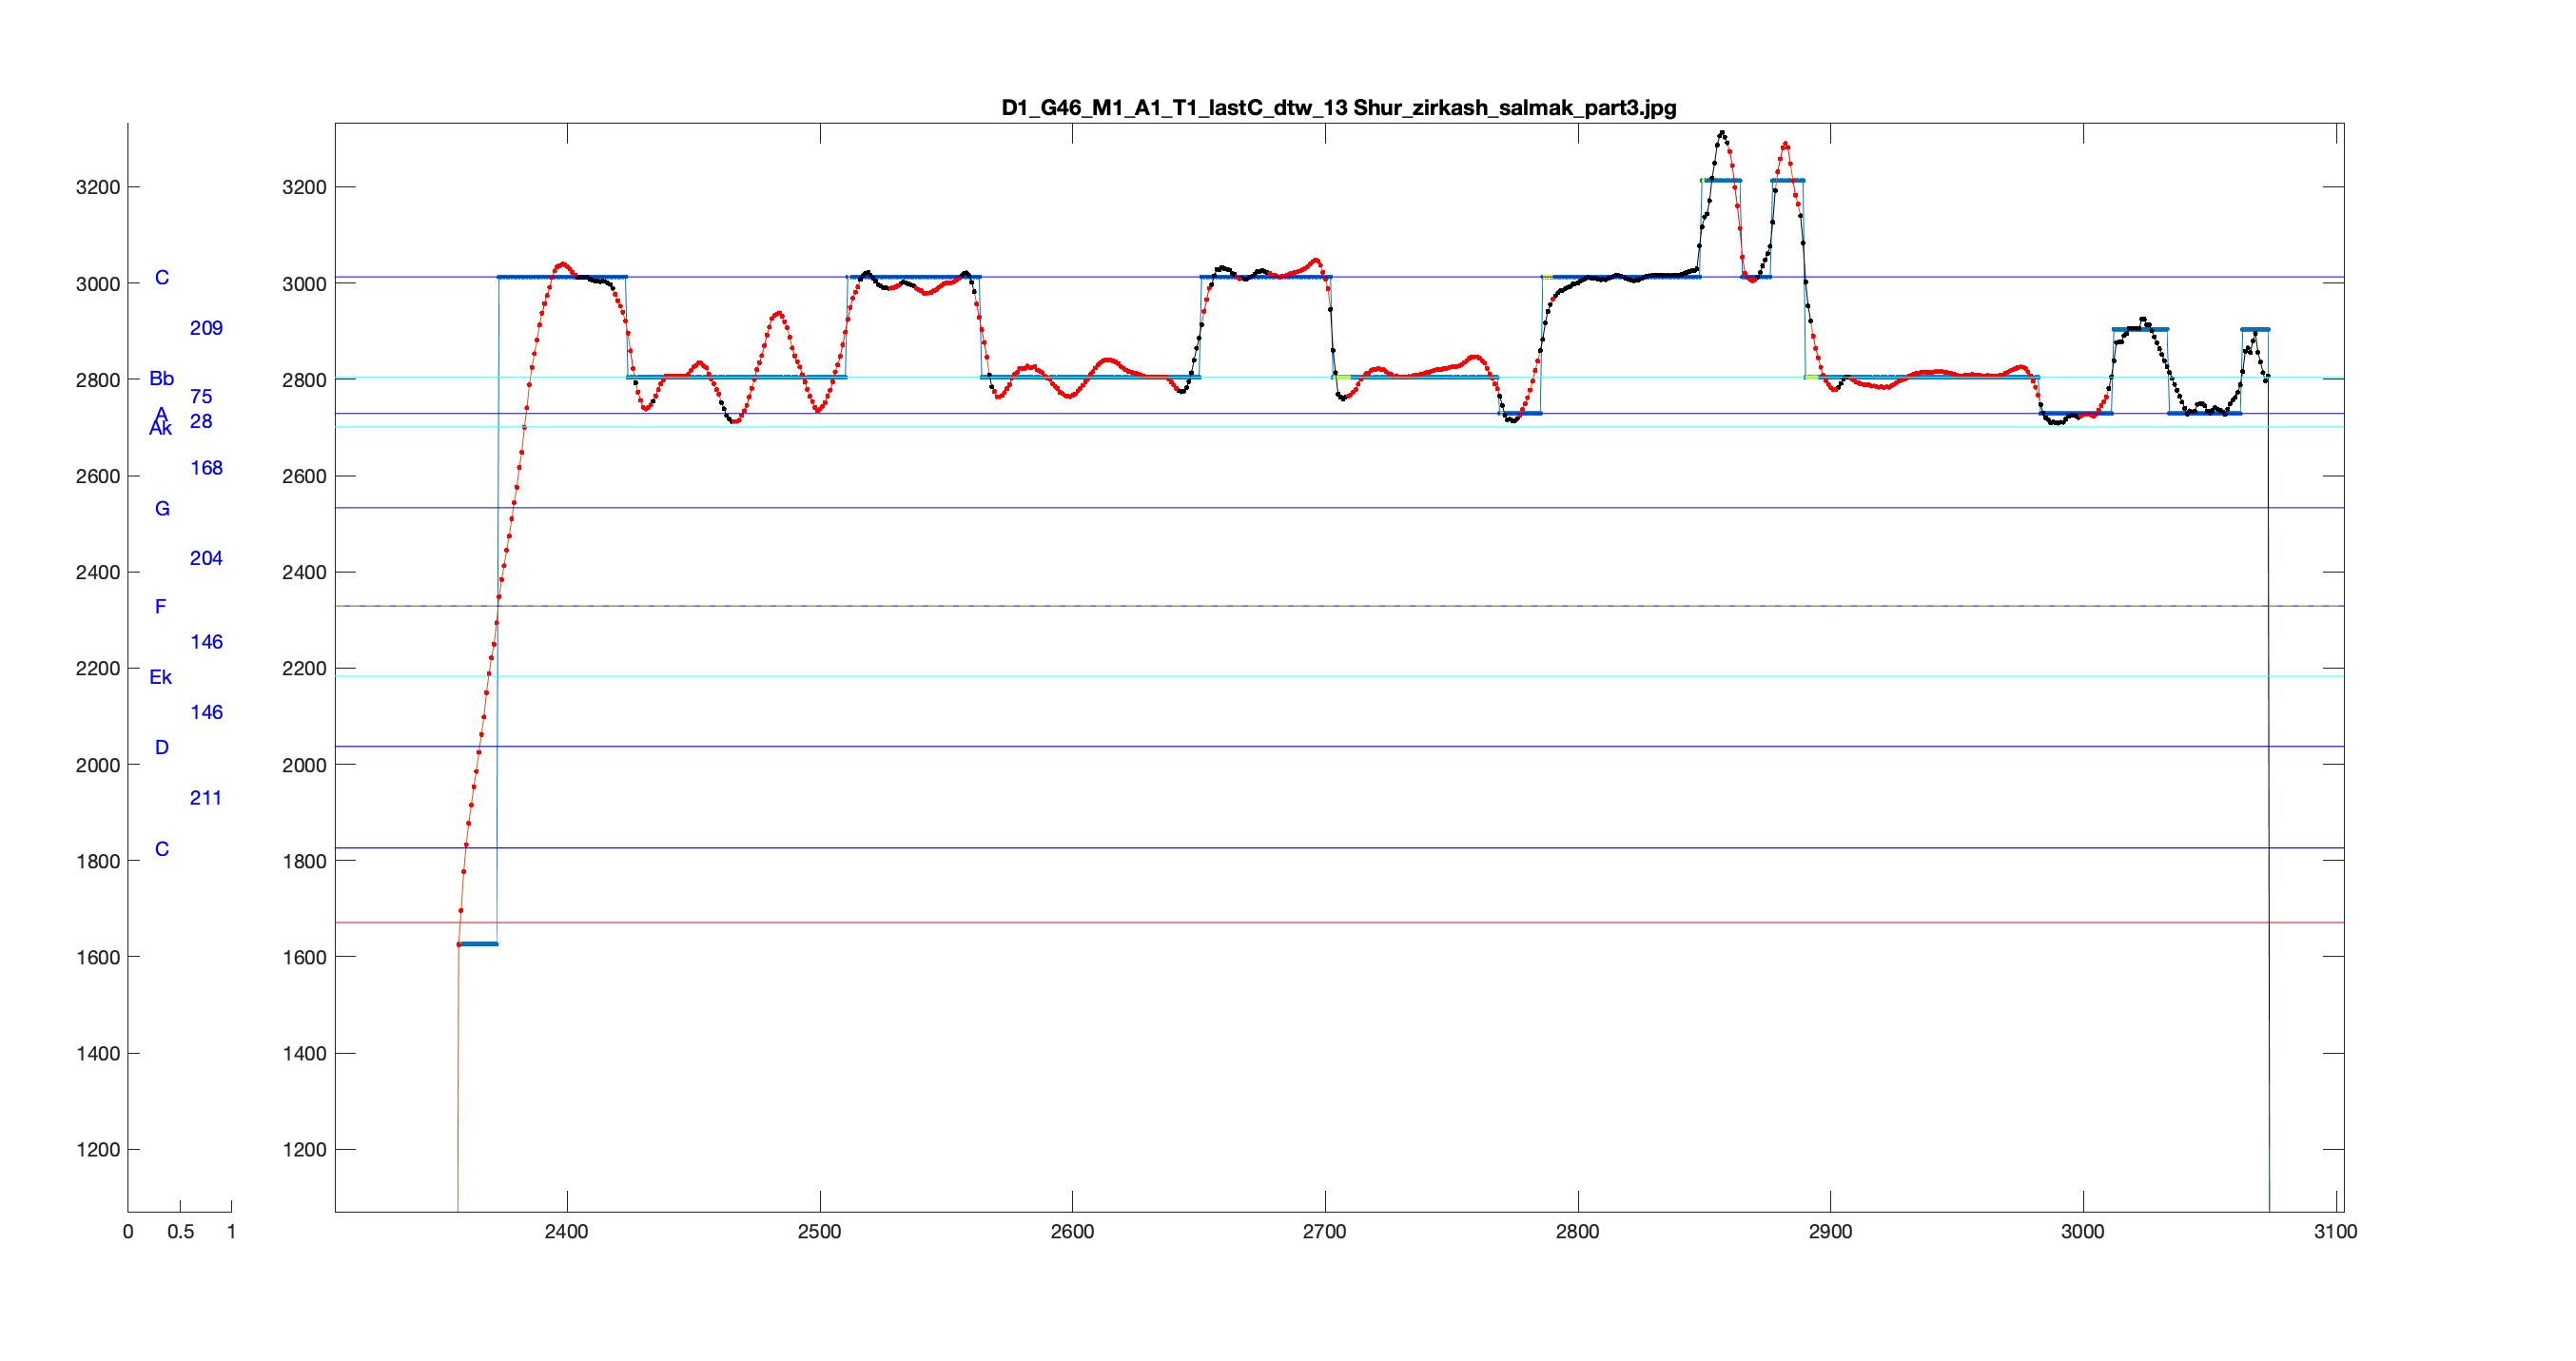 D1_G46_M1_A1_T1_lastC_dtw_13 Shur_zirkash_salmak_part3.jpg
3200 3200
C
3000 3000
209
Bb
2800 2800
75
A
28
Ak
168
2600 2600
G
204
2400 2400
F
146
2200 2200
Ek
146
D
2000 2000
211
C
1800 1800
1600 1600
1400 1400
1200 1200
0 0.5 1 2400 2500 2600 2700 2800 2900 3000 3100